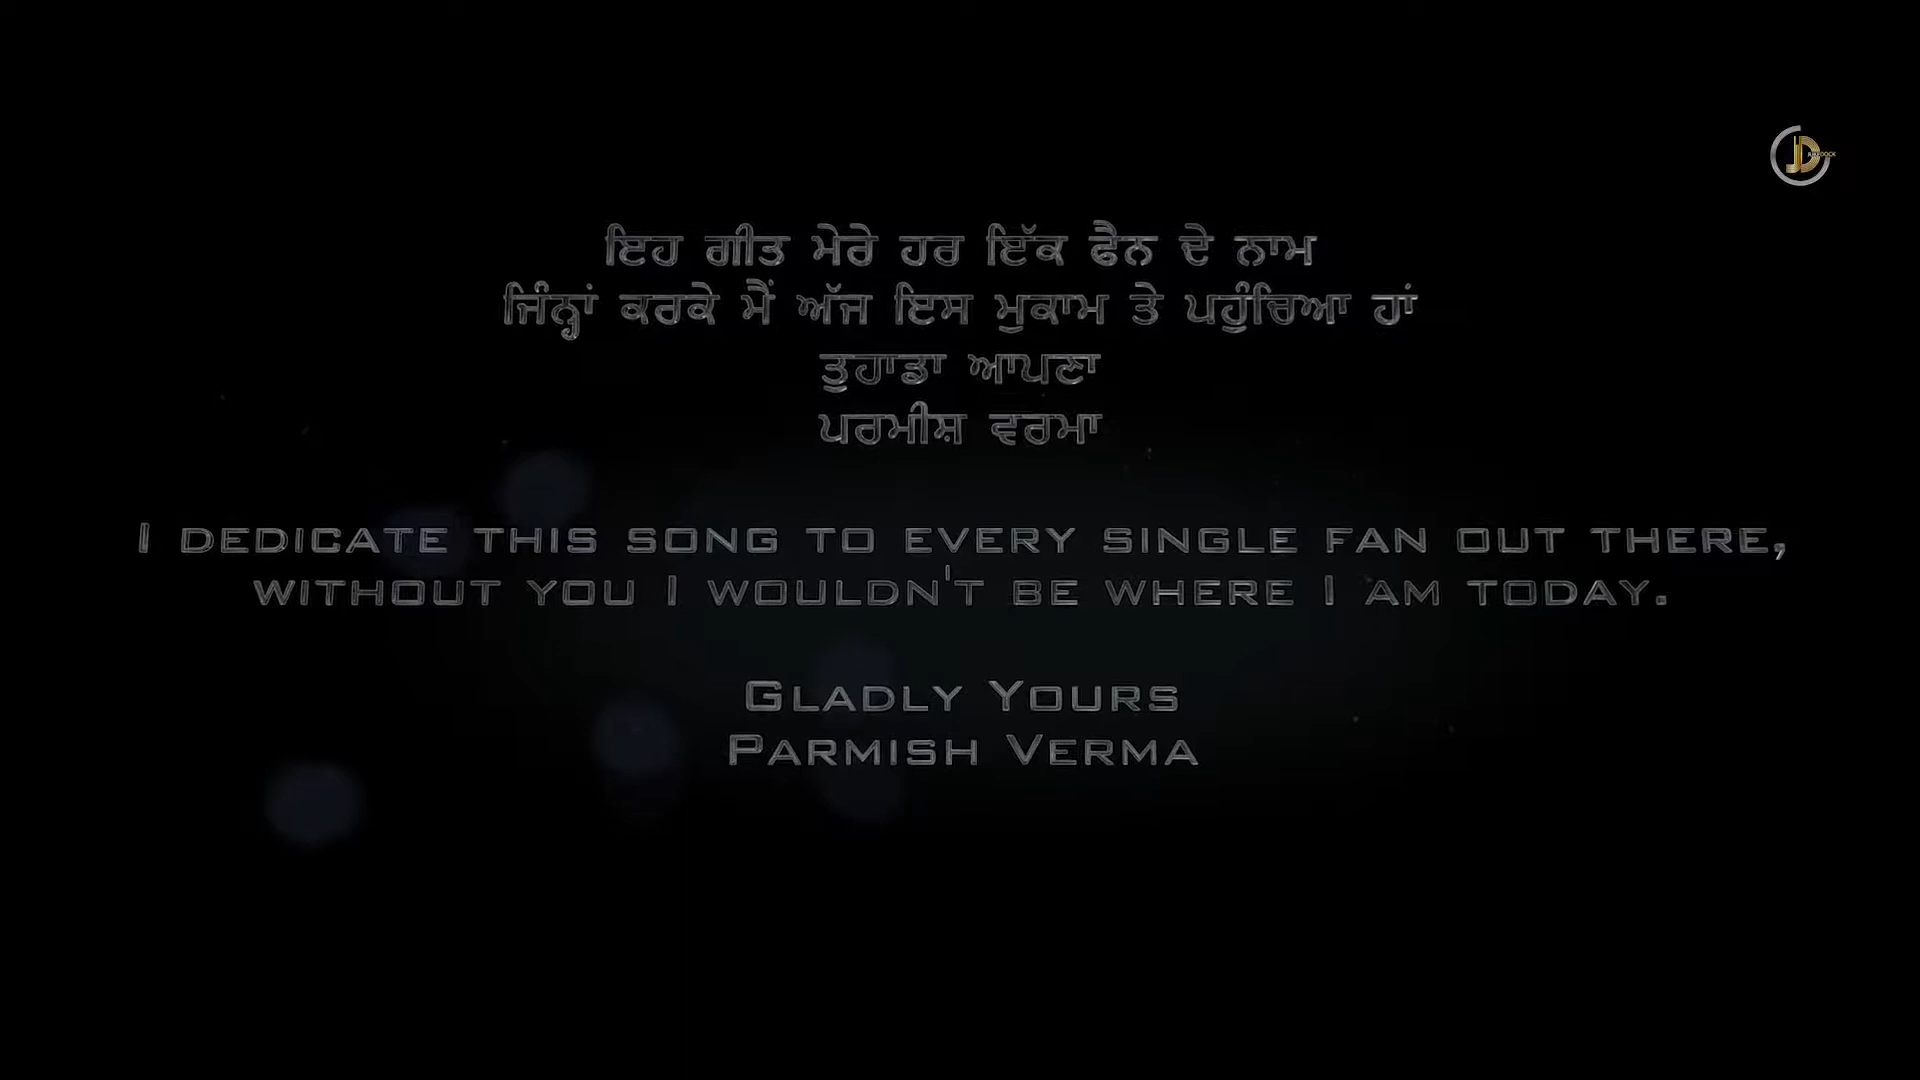 ਇਹ ਗੀਤ ਮੇਰੇ ਹਰ ਇੱਕ ਫੈਨ ਦੇ ਨਾਮ
ਜਿੰਨ੍ਹਾਂ ਕਰਕੇ ਮੈਂ ਅੱਜ ਇਸ ਮੁਕਾਮ ਤੇ ਪਹੁੰਚਿਆ ਹਾਂ
ਤੁਹਾਡਾ ਆਪਣਾ
ਪਰਮੀਸ਼ ਵਰਮਾ
I DEDICATE THIS SONG TO EVERY SINGLE FAN OUT THERE,
WITHOUT YOU I WOULDN'T BE WHERE I AM TODAY.
GLADLY YOURS
PARMISH VERMA